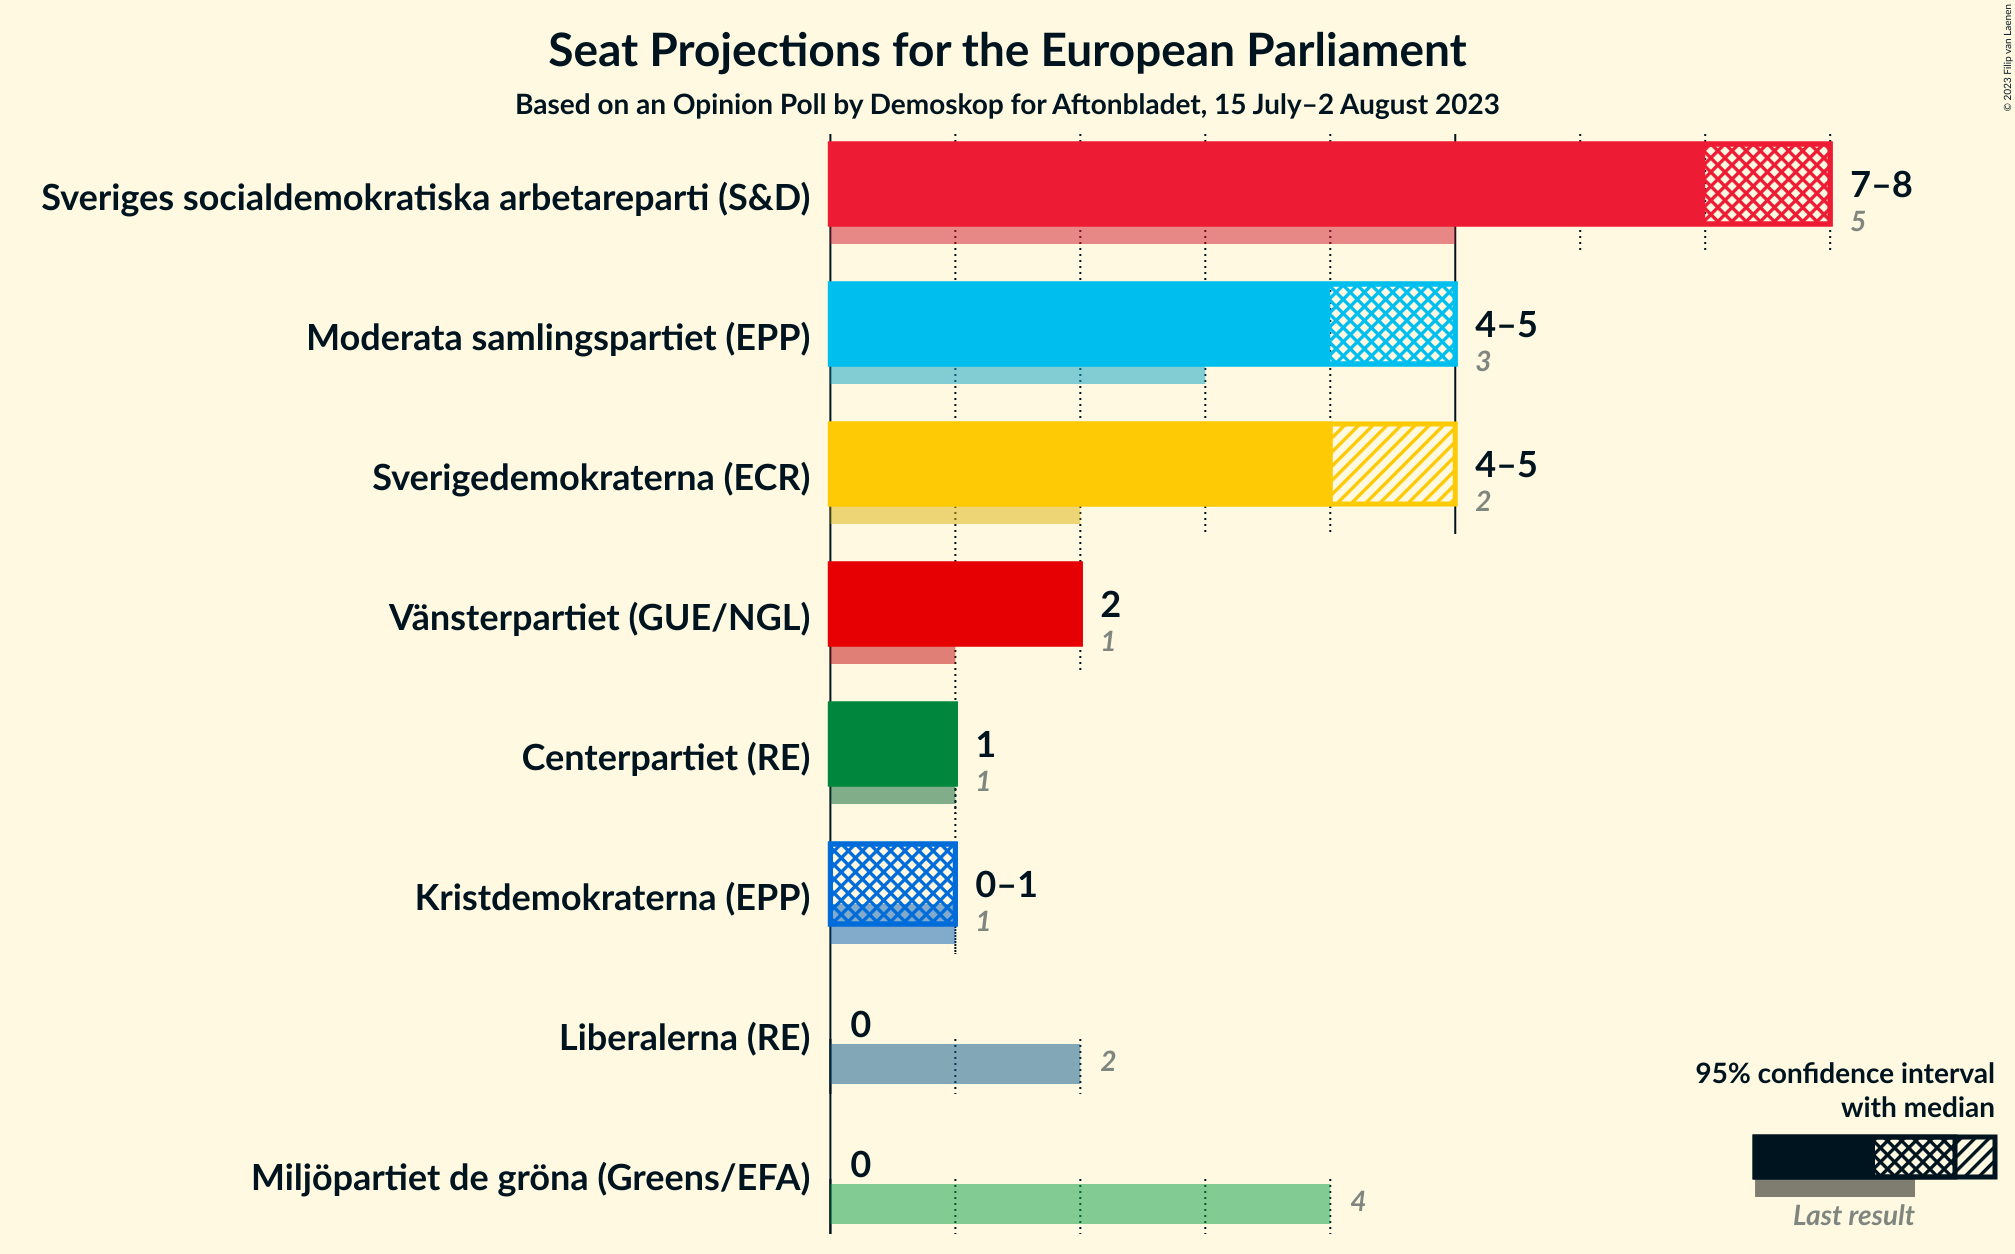 Seat Projections for the European Parliament
Based on an Opinion Poll by Demoskop for Aftonbladet, 15 July–2 August 2023
© 2023 Filip van Laenen
Sveriges socialdemokratiska arbetareparti (S&D)
7–8
5
Moderata samlingspartiet (EPP)
4–5
3
Sverigedemokraterna (ECR)
4–5
2
Vänsterpartiet (GUE/NGL)
2
1
Centerpartiet (RE)
1
1
Kristdemokraterna (EPP)
0–1
1
Liberalerna (RE)
0
2
Miljöpartiet de gröna (Greens/EFA)
0
4
95% confidence interval
with median
Last result